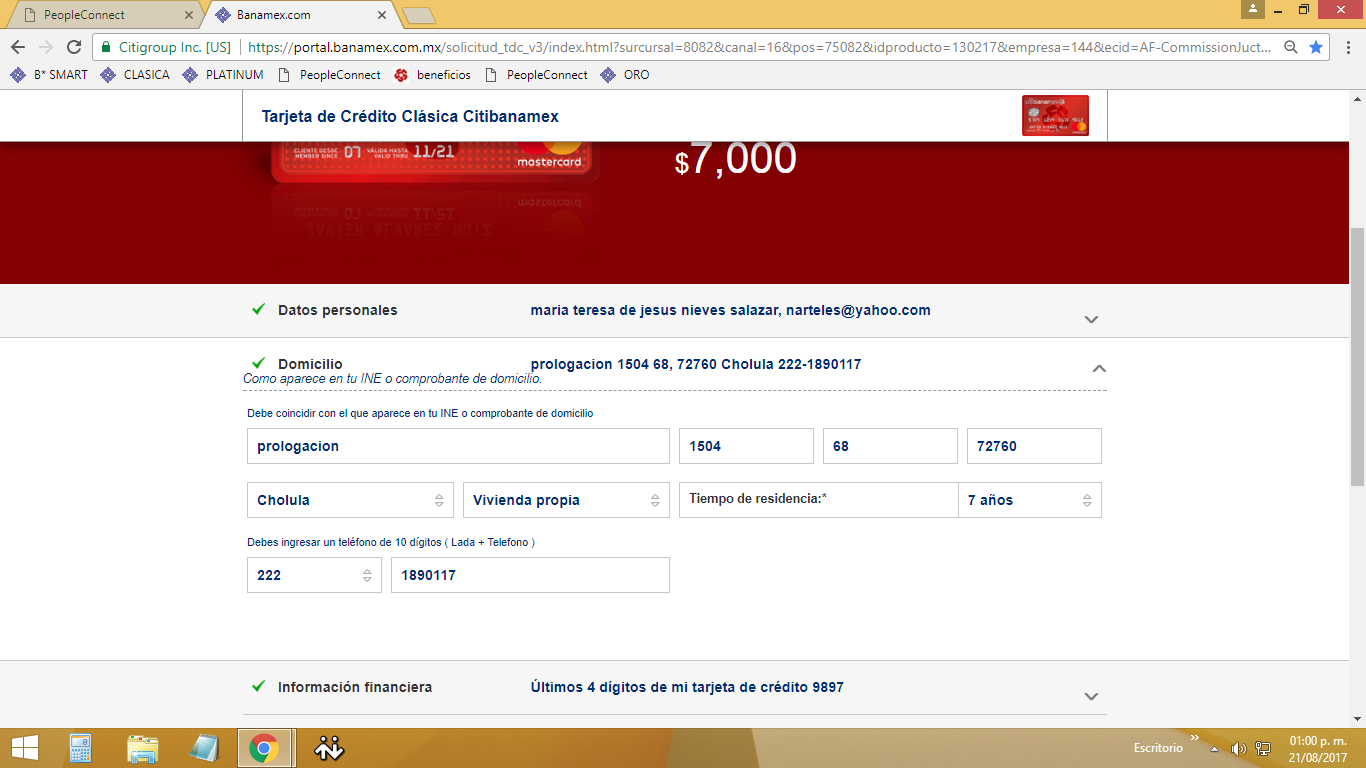 PeopleConnect
Banamex.com
Citigroup Inc. [US]
https://portal.banamex.com.mx/solicitud_tdc_v3/index.html?surcursal=8082&canal=16&pos=75082&idproducto=130217&empresa=144&ecid=AF-CommissionJuct...
B* SMART
CLASICA
PLATINUM
PeopleConnect
beneficios
PeopleConnect
ORO
Tarjeta de Crédito Clásica Citibanamex
CLIENTE DESDE
MEMBER SINCE
07
VÁLIDA HASTA
VALID THRU
11/21
mastercard
$7,000
Datos personales
maria teresa de jesus nieves salazar, narteles@yahoo.com
Domicilio
prologacion 1504 68, 72760 Cholula 222-1890117
Como aparece en tu INE o comprobante de domicilio.
Debe coincidir con el que aparece en tu INE o comprobante de domicilio
prologacion
1504
68
72760
Cholula
Vivienda propia
Tiempo de residencia:*
7 años
Debes ingresar un teléfono de 10 dígitos ( Lada + Telefono )
222
1890117
Información financiera
Últimos 4 dígitos de mi tarjeta de crédito 9897
Escritorio
01:00 p. m.
21/08/2017